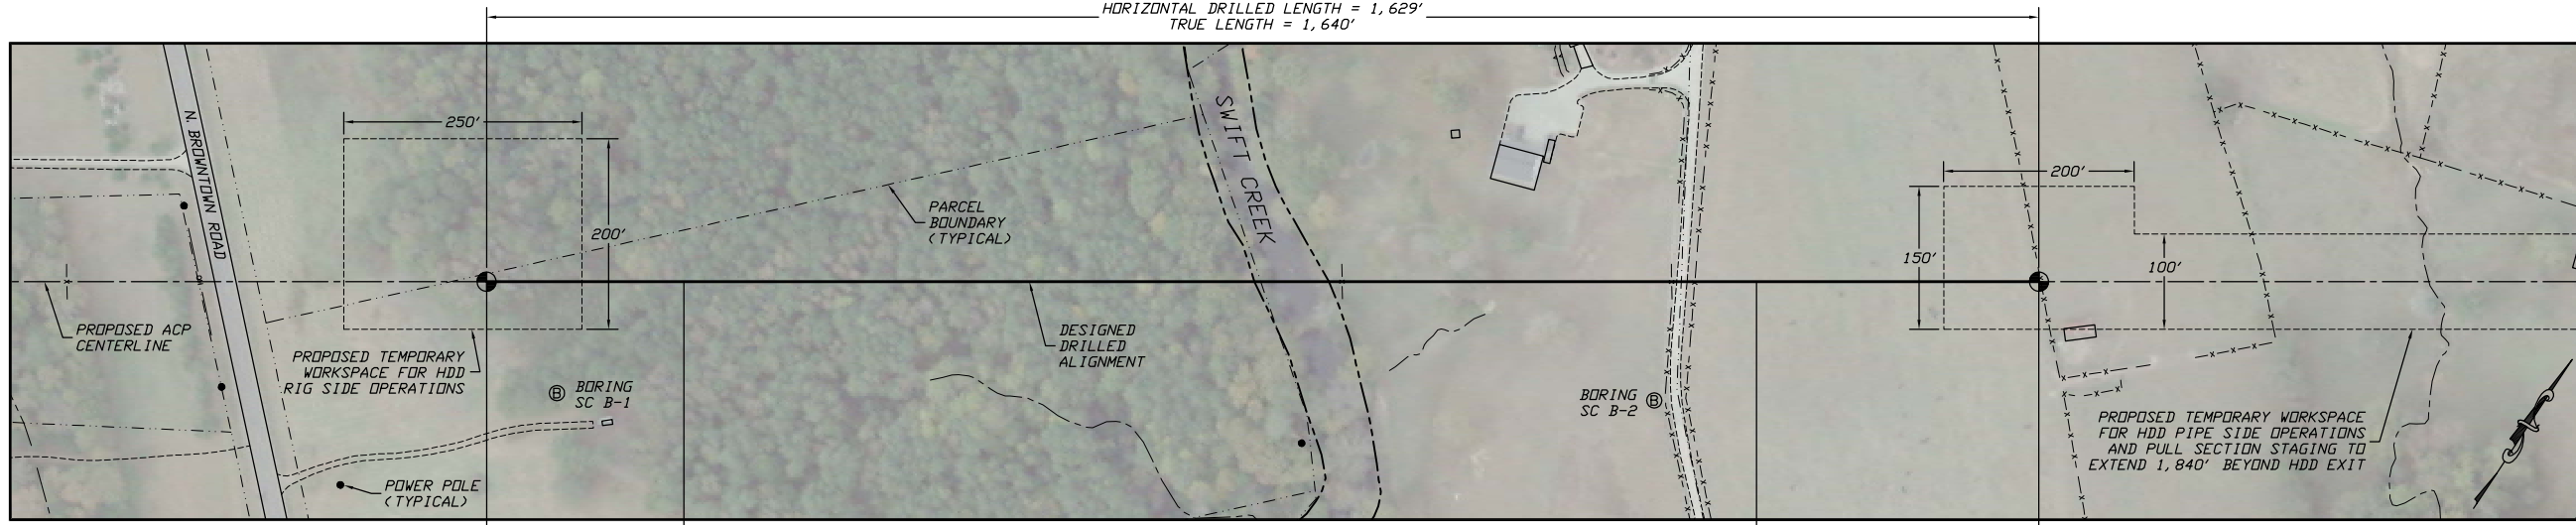 HORIZONTAL DRILLED LENGTH = 1,629'
TRUE LENGTH = 1,640'
N. BROWNTOWN ROAD
250'
200'
PARCEL
BOUNDARY
(TYPICAL)
SWIFT CREEK
200'
150'
100'
PROPOSED ACP
CENTERLINE
PROPOSED TEMPORARY
WORKSPACE FOR HDD
RIG SIDE OPERATIONS
B
BORING
SC B-1
DESIGNED
DRILLED
ALIGNMENT
BORING
SC B-2
B
POWER POLE
(TYPICAL)
PROPOSED TEMPORARY WORKSPACE
FOR HDD PIPE SIDE OPERATIONS
AND PULL SECTION STAGING TO
EXTEND 1,840' BEYOND HDD EXIT